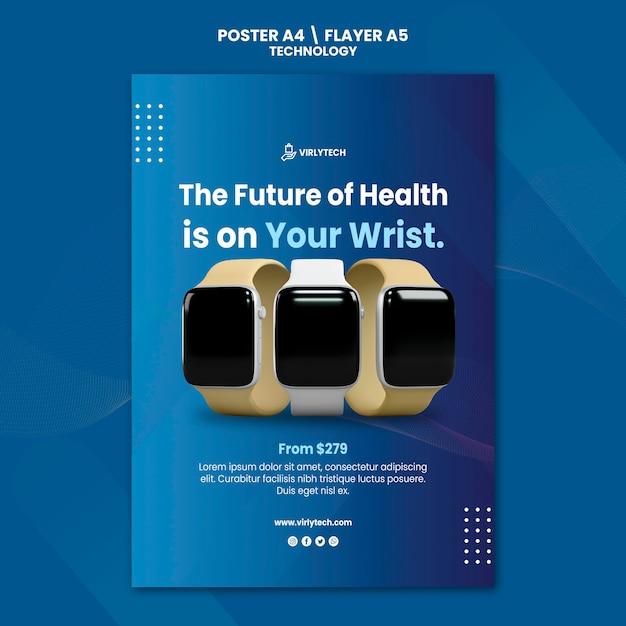 POSTER A4 \ FLAYER A5
TECHNOLOGY
VIRLYTECH
The Future of Health
is on Your Wrist.
From $279
Lorem ipsum dolor sit amet, consectetur adipiscing
elit. Curabitur facilisis nibh tristique luctus posuere.
Duis eget nisl ex.
www.virlytech.com